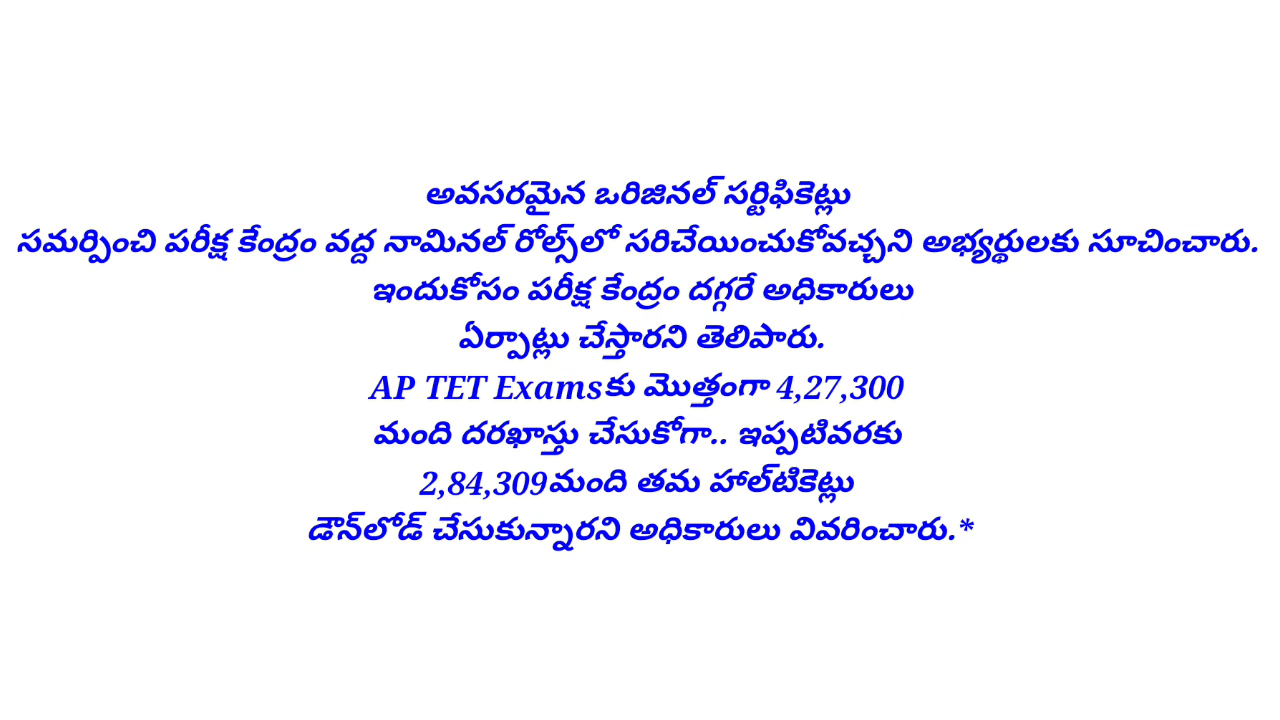 అవసరమైన ఒరిజినల్ సర్టిఫికెట్లు
సమర్పించి పరీక్ష కేంద్రం వద్ద నామినల్ రోల్స్‌లో సరిచేయించుకోవచ్చని అభ్యర్థులకు సూచించారు.
ఇందుకోసం పరీక్ష కేంద్రం దగ్గరే అధికారులు
ఏర్పాట్లు చేస్తారని తెలిపారు.
AP TET Examsకు మొత్తంగా 4,27,300
మంది దరఖాస్తు చేసుకోగా.. ఇప్పటివరకు
2,84,309మంది తమ హాల్‌టికెట్లు
డౌన్‌లోడ్ చేసుకున్నారని అధికారులు వివరించారు.*